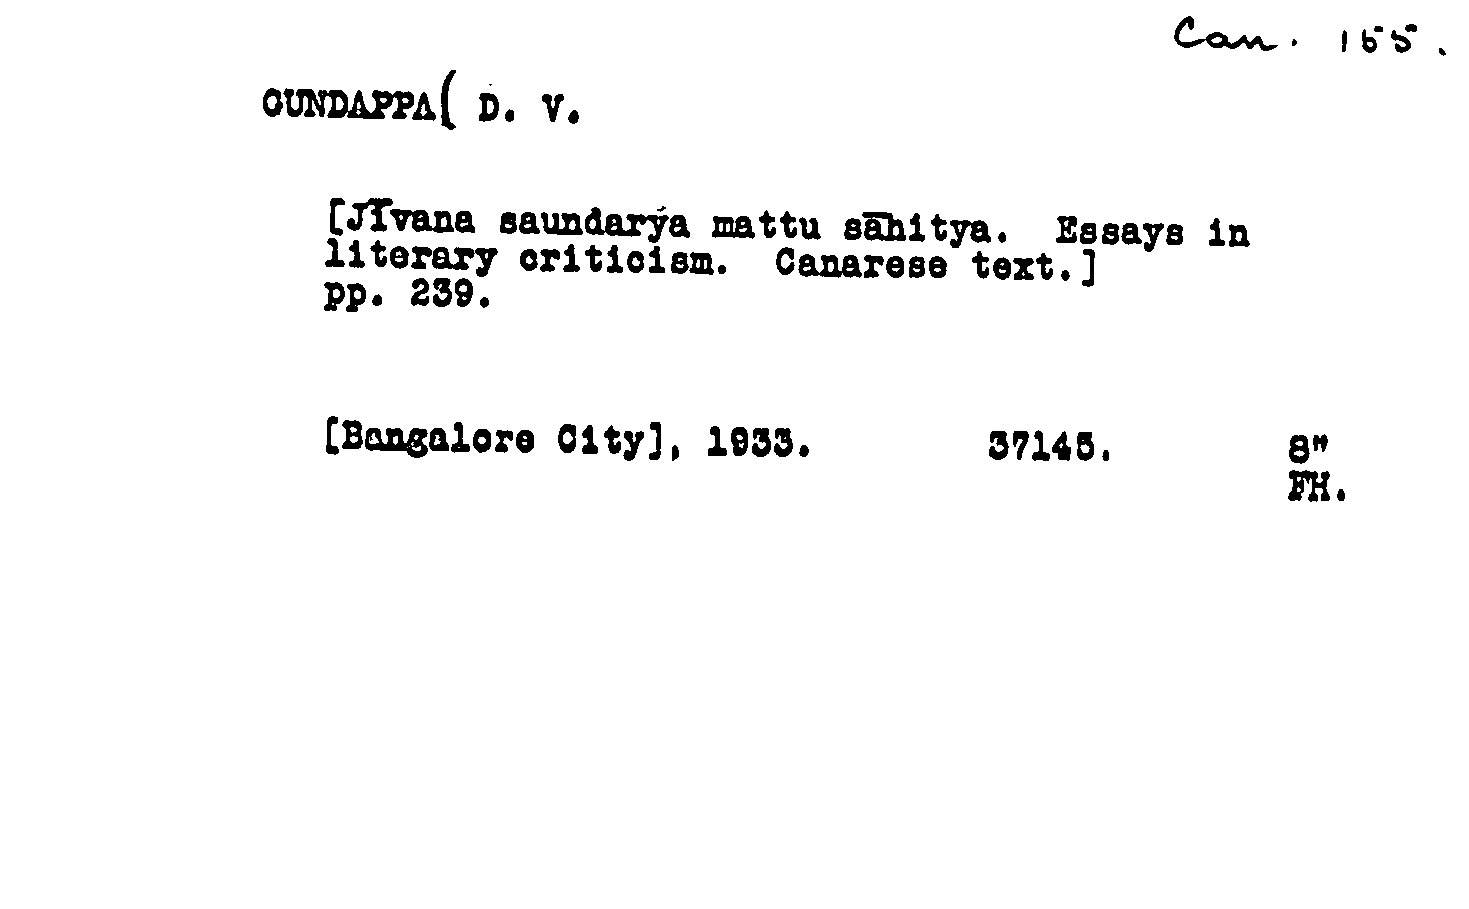 Can. 155.
GUNDAPPA( D. V.
[Jīvana saundarya mattu sāhitya. Essays in
literary criticism. Canarese text.]
pp. 239.
[Bangalore City], 1933. 37145. 8"
FH.